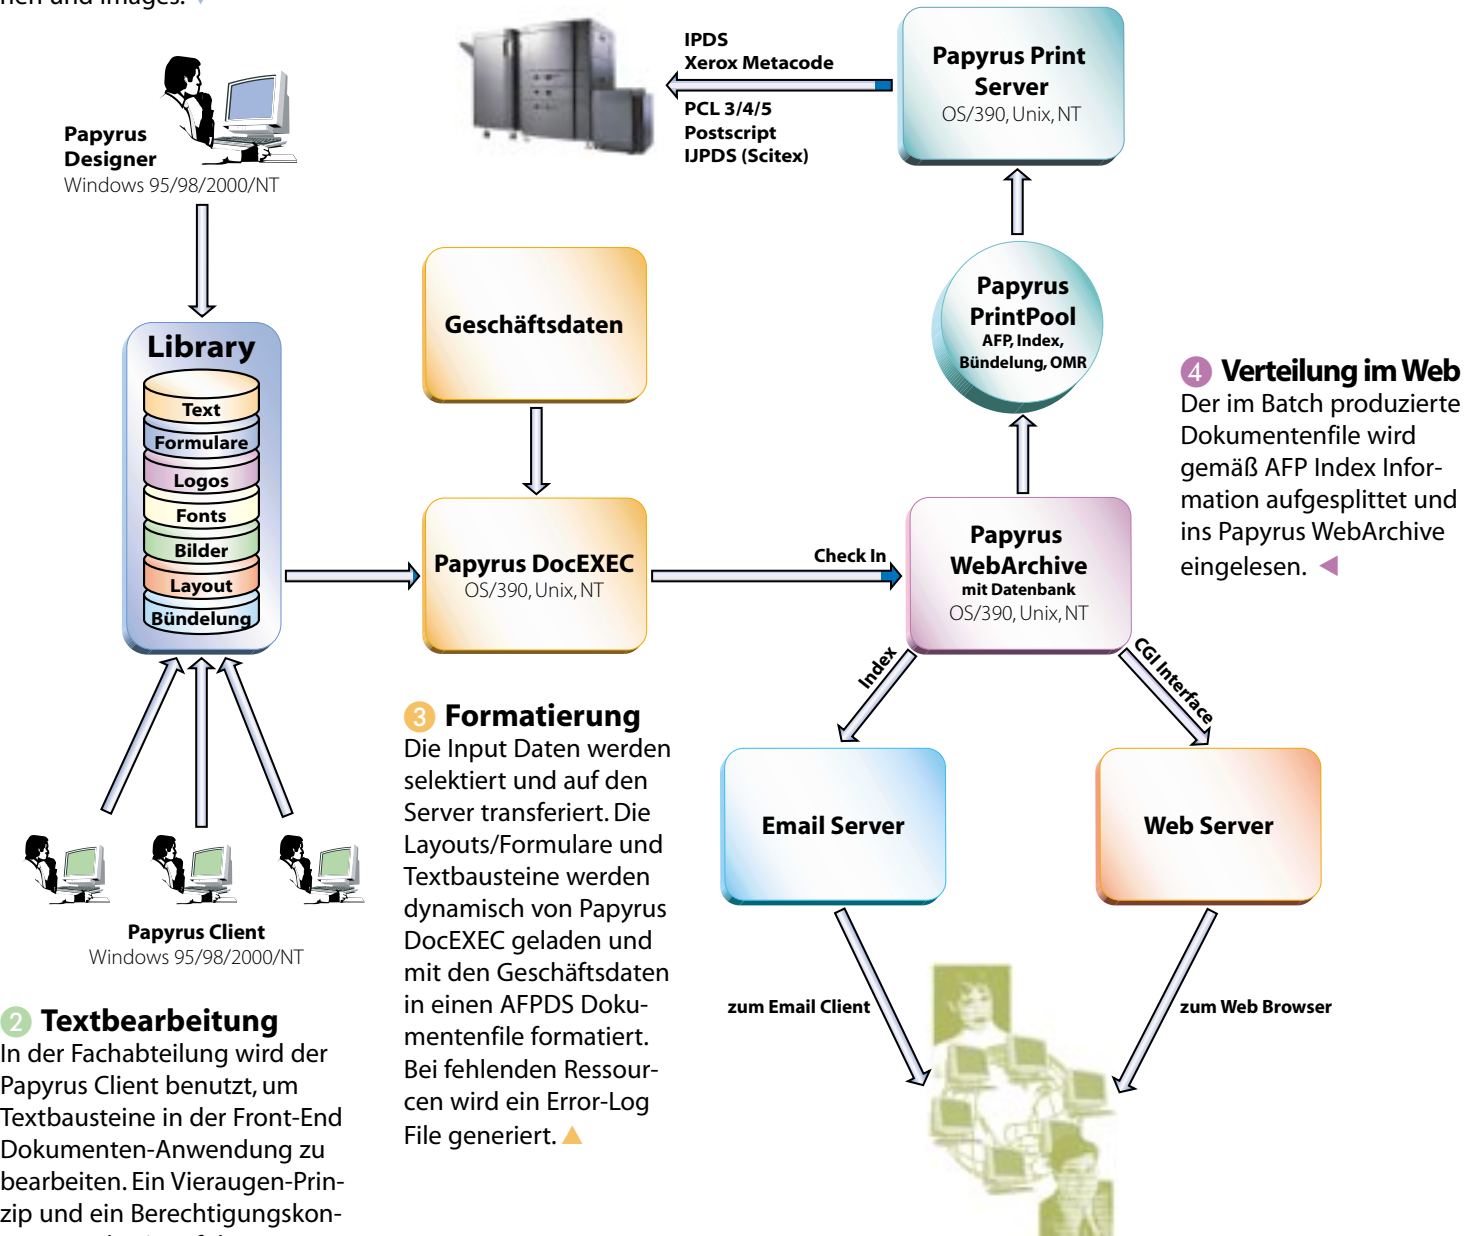 nen und Images.
Papyrus
Designer
Windows 95/98/2000/NT
IPDS
Xerox Metacode
PCL 3/4/5
Postscript
IJPDS (Scitex)
Papyrus Print
Server
OS/390, Unix, NT
Library
Text
Formulare
Logos
Fonts
Bilder
Layout
Bündelung
Geschäftsdaten
Papyrus
PrintPool
AFP, Index,
Bündelung, OMR
4 Verteilung im Web
Der im Batch produzierte
Dokumentenfile wird
gemäß AFP Index Infor-
mation aufgesplittet und
ins Papyrus WebArchive
eingelesen.
Papyrus DocEXEC
OS/390, Unix, NT
Check In
Papyrus
WebArchive
mit Datenbank
OS/390, Unix, NT
Index
CGI Interface
Papyrus Client
Windows 95/98/2000/NT
3 Formatierung
Die Input Daten werden
selektiert und auf den
Server transferiert. Die
Layouts/Formulare und
Textbausteine werden
dynamisch von Papyrus
DocEXEC geladen und
mit den Geschäftsdaten
in einen AFPDS Doku-
mentenfile formatiert.
Bei fehlenden Ressour-
cen wird ein Error-Log
File generiert.
Email Server
Web Server
zum Email Client
zum Web Browser
2 Textbearbeitung
In der Fachabteilung wird der
Papyrus Client benutzt, um
Textbausteine in der Front-End
Dokumenten-Anwendung zu
bearbeiten. Ein Vieraugen-Prin-
zip und ein Berechtigungskon-